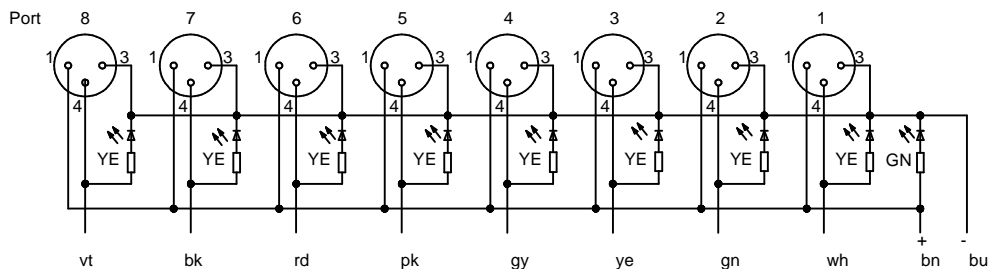 Port 8 7 6 5 4 3 2 1
1 3 1 3 1 3 1 3 1 3 1 3 1 3 1 3
4 4 4 4 4 4 4 4
YE YE YE YE YE YE YE YE GN
+ -
vt bk rd pk gy ye gn wh bn bu